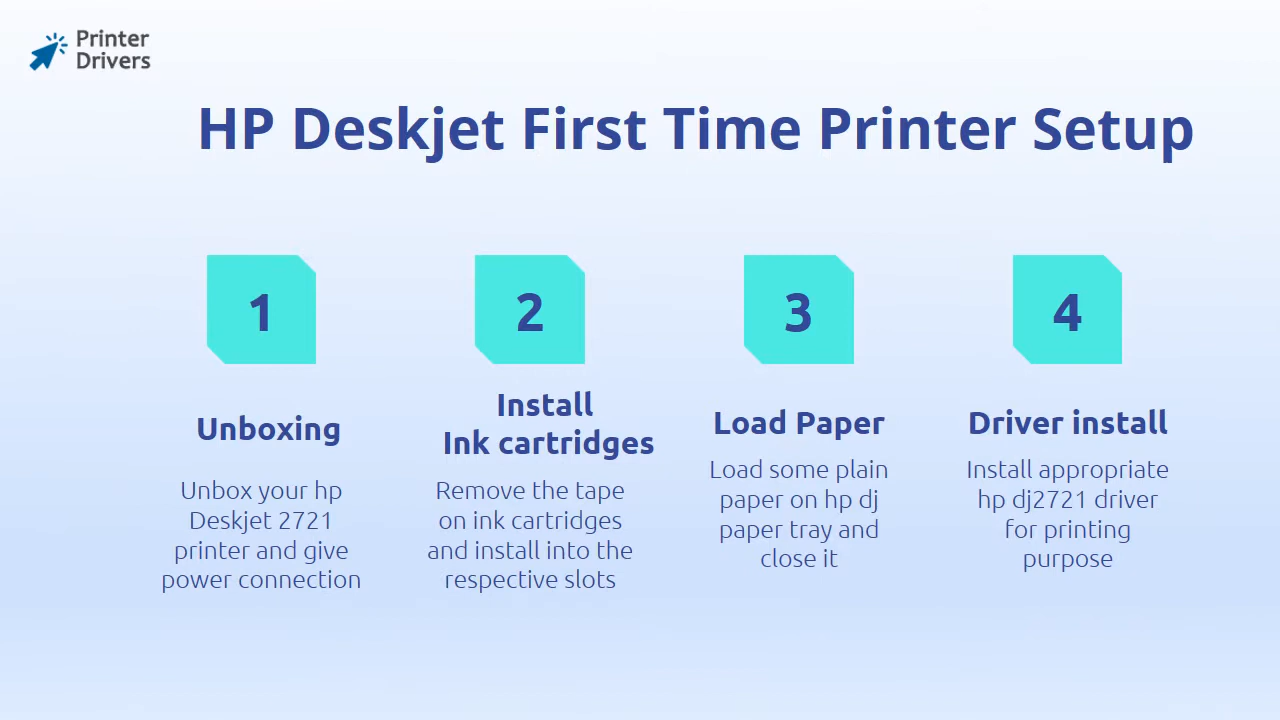 Printer
Drivers
HP Deskjet First Time Printer Setup
1
Unboxing
Unbox your hp
Deskjet 2721
printer and give
power connection
2
Install
Ink cartridges
Remove the tape
on ink cartridges
and install into the
respective slots
3
Load Paper
Load some plain
paper on hp dj
paper tray and
close it
4
Driver install
Install appropriate
hp dj2721 driver
for printing
purpose